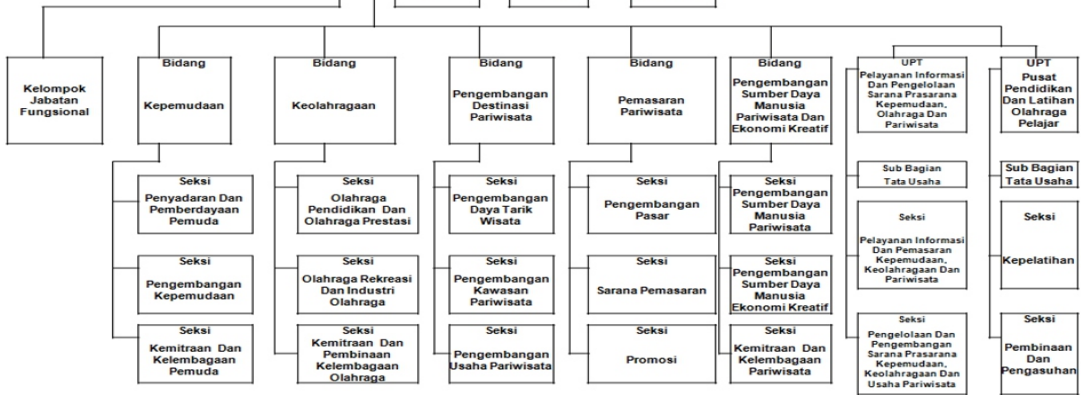 Kelompok
Jabatan
Fungsional
Bidang
Kepemudaan
Bidang
Keolahragaan
Bidang
Pengembangan
Destinasi
Pariwisata
Bidang
Pemasaran
Pariwisata
Bidang
Pengembangan
Sumber Daya
Manusia
Pariwisata Dan
Ekonomi Kreatif
UPT
Pelayanan Informasi
Dan Pengelolaan
Sarana Prasarana
Kepemudaan,
Olahraga Dan
Pariwisata
UPT
Pusat
Pendidikan
Dan Latihan
Olahraga
Pelajar
Seksi
Penyadaran Dan
Pemberdayaan
Pemuda
Seksi
Olahraga
Pendidikan Dan
Olahraga Prestasi
Seksi
Pengembangan
Daya Tarik
Wisata
Seksi
Pengembangan
Pasar
Seksi
Pengembangan
Sumber Daya
Manusia
Pariwisata
Sub Bagian
Tata Usaha
Sub Bagian
Tata Usaha
Seksi
Pelayanan Informasi
Dan Pemasaran
Kepemudaan,
Keolahragaan Dan
Pariwisata
Seksi
Kepelatihan
Seksi
Pengembangan
Kepemudaan
Seksi
Olahraga Rekreasi
Dan Industri
Olahraga
Seksi
Pengembangan
Kawasan
Pariwisata
Seksi
Sarana Pemasaran
Seksi
Pengembangan
Sumber Daya
Manusia
Ekonomi Kreatif
Seksi
Kemitraan Dan
Kelembagaan
Pemuda
Seksi
Kemitraan Dan
Pembinaan
Kelembagaan
Olahraga
Seksi
Pengembangan
Usaha Pariwisata
Seksi
Promosi
Seksi
Kemitraan Dan
Kelembagaan
Pariwisata
Seksi
Pengelolaan Dan
Pengembangan
Sarana Prasarana
Kepemudaan,
Keolahragaan Dan
Usaha Pariwisata
Seksi
Pembinaan
Dan
Pengasuhan